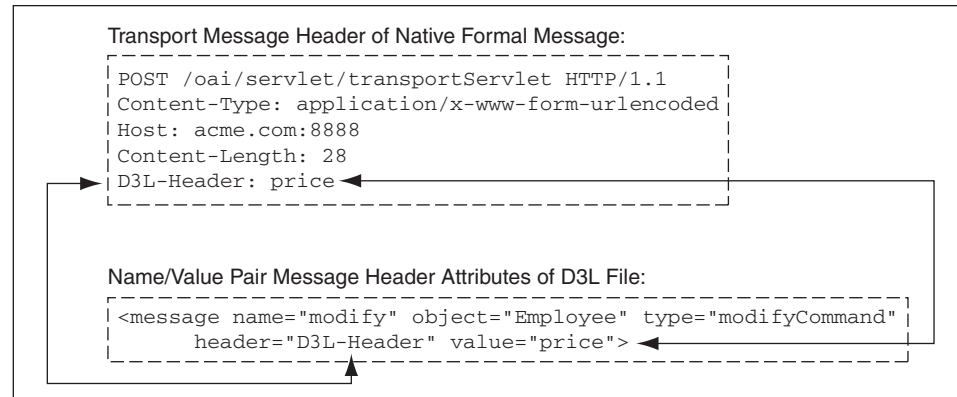 Transport Message Header of Native Formal Message:
POST /oai/servlet/transportServlet HTTP/1.1
Content-Type: application/x-www-form-urlencoded
Host: acme.com:8888
Content-Length: 28
D3L-Header: price
Name/Value Pair Message Header Attributes of D3L File:
<message name="modify" object="Employee" type="modifyCommand"
header="D3L-Header" value="price">